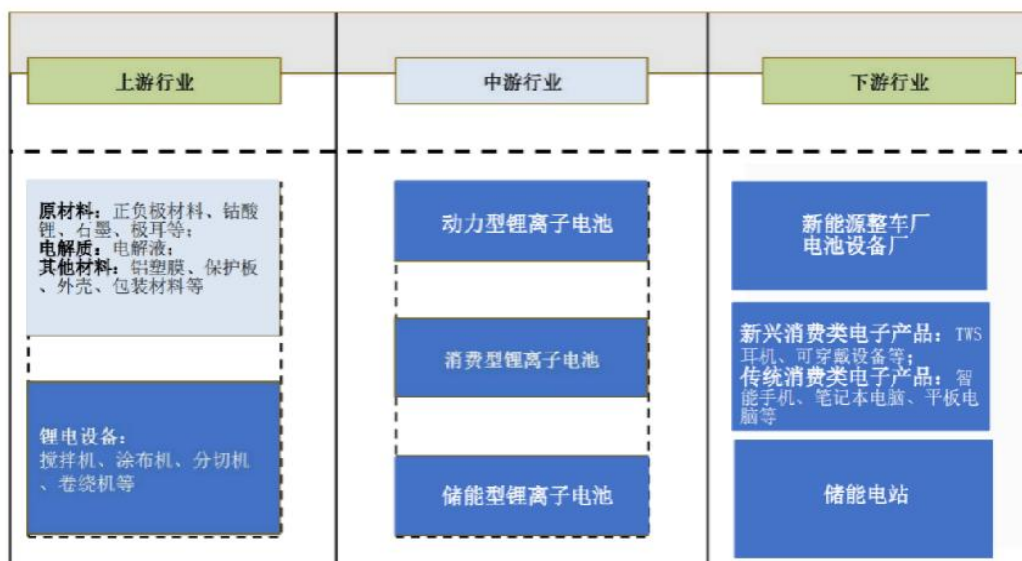 上游行业
中游行业
下游行业
原材料：正负极材料、钴酸
锂、石墨、极耳等；
电解质：电解液；
其他材料：铝塑膜、保护板
、外壳、包装材料等
锂电设备：
搅拌机、涂布机、分切机
、卷绕机等
动力型锂离子电池
消费型锂离子电池
储能型锂离子电池
新能源整车厂
电池设备厂
新兴消费类电子产品：TWS
耳机、可穿戴设备等；
传统消费类电子产品：智
能手机、笔记本电脑、平板电
脑等
储能电站